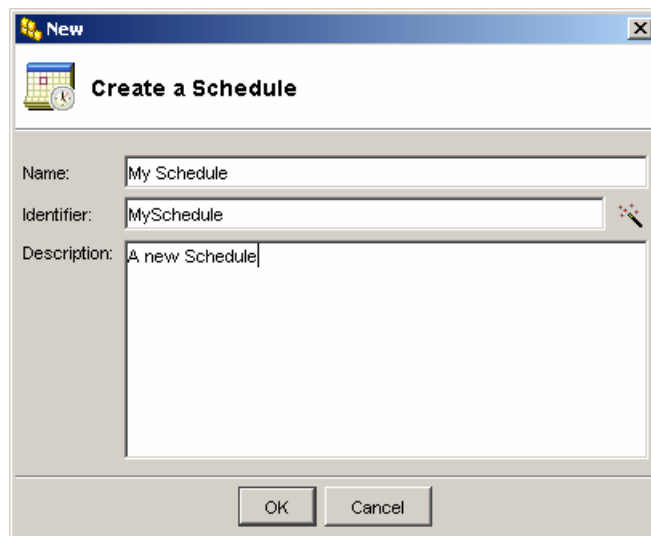 New
Create a Schedule
Name: My Schedule
Identifier: MySchedule
Description: A new Schedule
OK Cancel